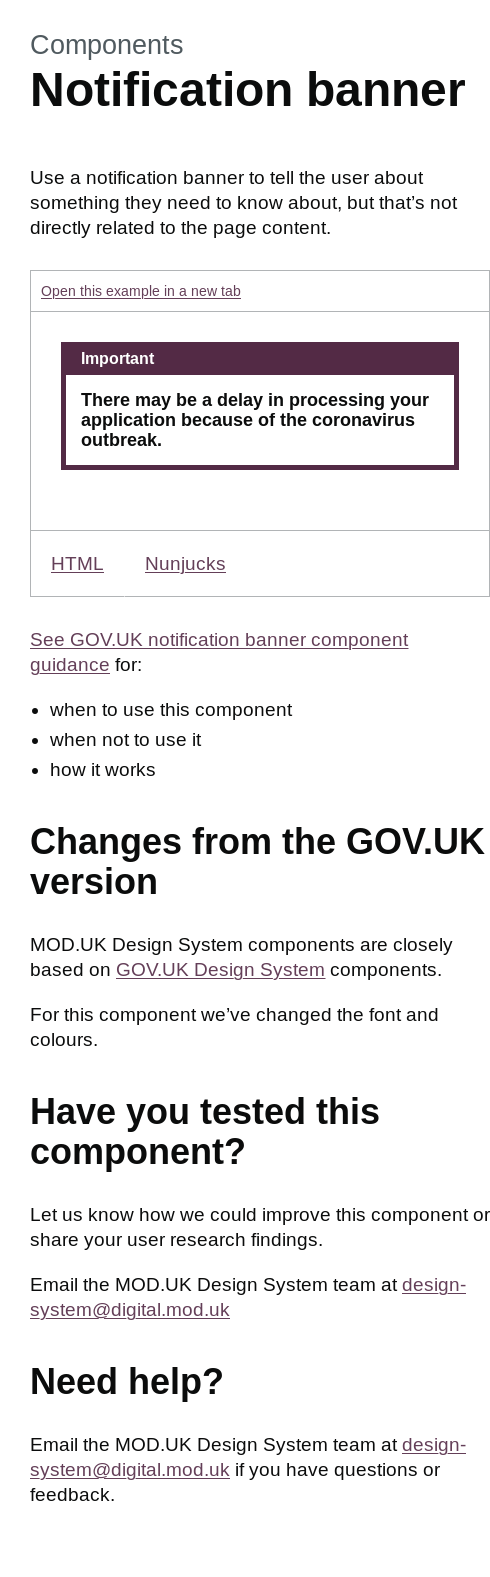 Components
Notification banner
Use a notification banner to tell the user about
something they need to know about, but that’s not
directly related to the page content.
Open this example in a new tab
Important
There may be a delay in processing your
application because of the coronavirus
outbreak.
HTML Nunjucks
See GOV.UK notification banner component
guidance for:
• when to use this component
• when not to use it
• how it works
Changes from the GOV.UK
version
MOD.UK Design System components are closely
based on GOV.UK Design System components.
For this component we’ve changed the font and
colours.
Have you tested this
component?
Let us know how we could improve this component or
share your user research findings.
Email the MOD.UK Design System team at design-
system@digital.mod.uk
Need help?
Email the MOD.UK Design System team at design-
system@digital.mod.uk if you have questions or
feedback.